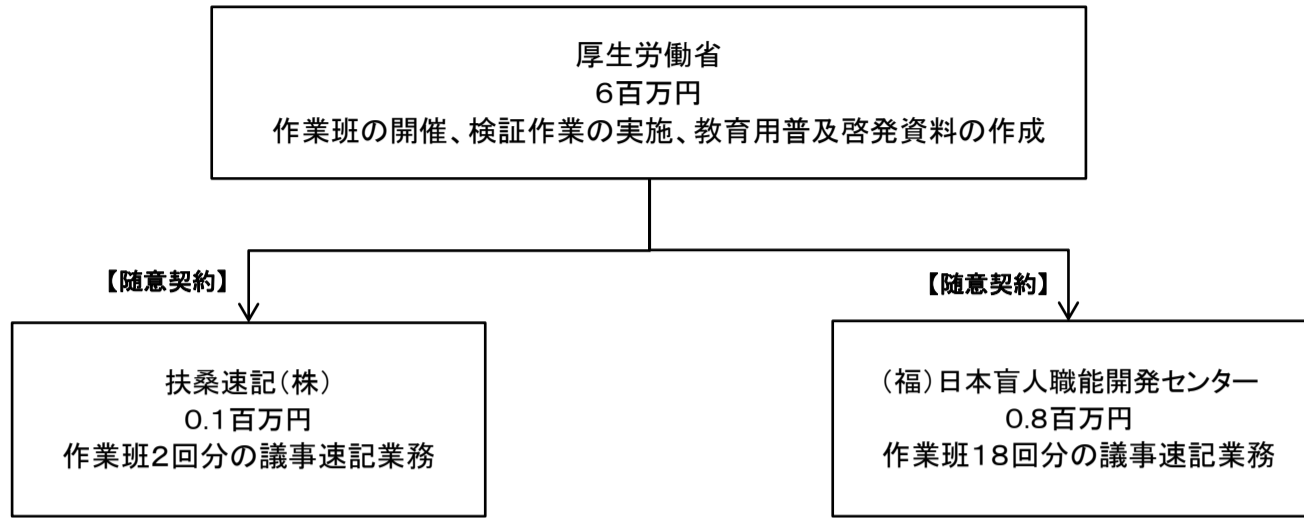 厚生労働省
6百万円
作業班の開催、検証作業の実施、教育用普及啓発資料の作成
【随意契約】
【随意契約】
扶桑速記(株)
0.1百万円
作業班2回分の議事速記業務
(福)日本盲人職能開発センター
0.8百万円
作業班18回分の議事速記業務